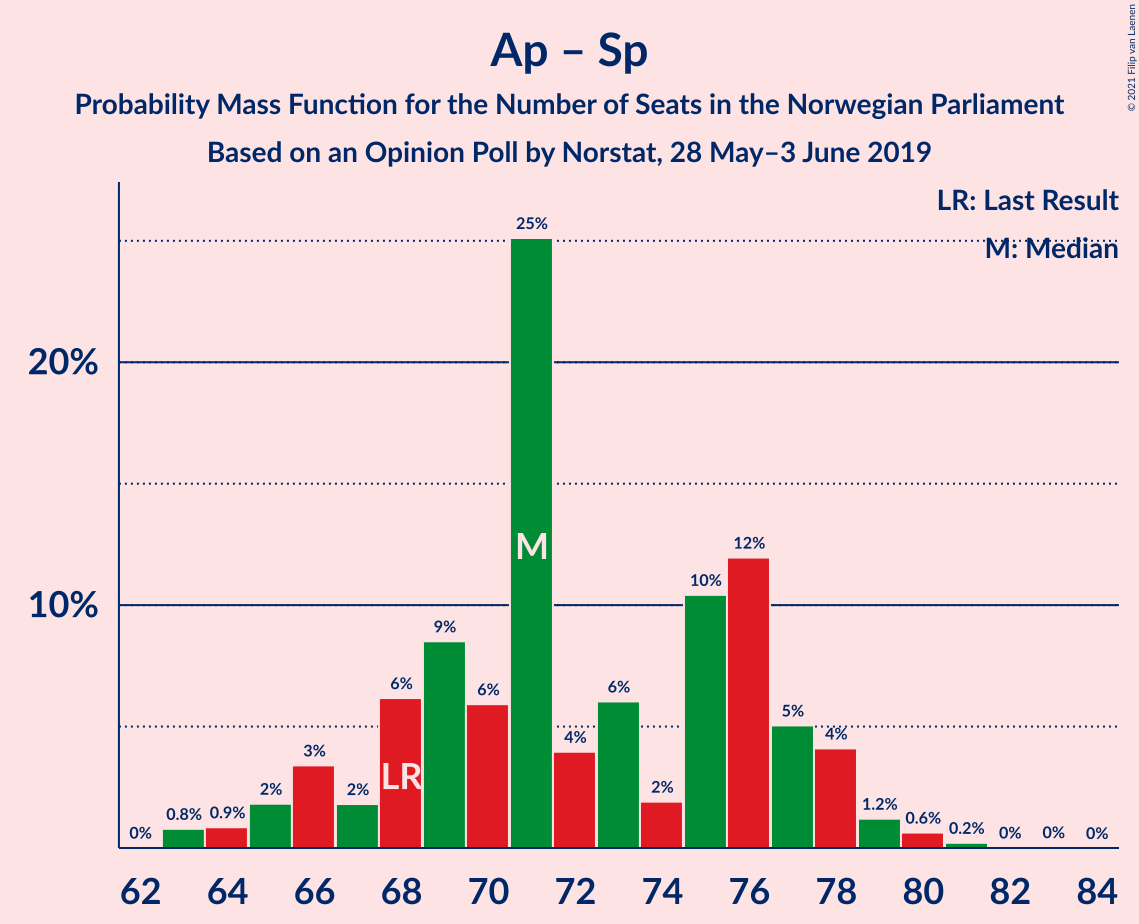 Ap – Sp
Probability Mass Function for the Number of Seats in the Norwegian Parliament
Based on an Opinion Poll by Norstat, 28 May–3 June 2019
© 2021 Filip van Laenen
LR: Last Result
M: Median
20%
10%
0%
0.8%
0.9%
2%
3%
2%
6%
9%
6%
25%
4%
6%
2%
10%
12%
5%
4%
1.2%
0.6%
0.2%
0%
0%
0%
LR
M
62 64 66 68 70 72 74 76 78 80 82 84